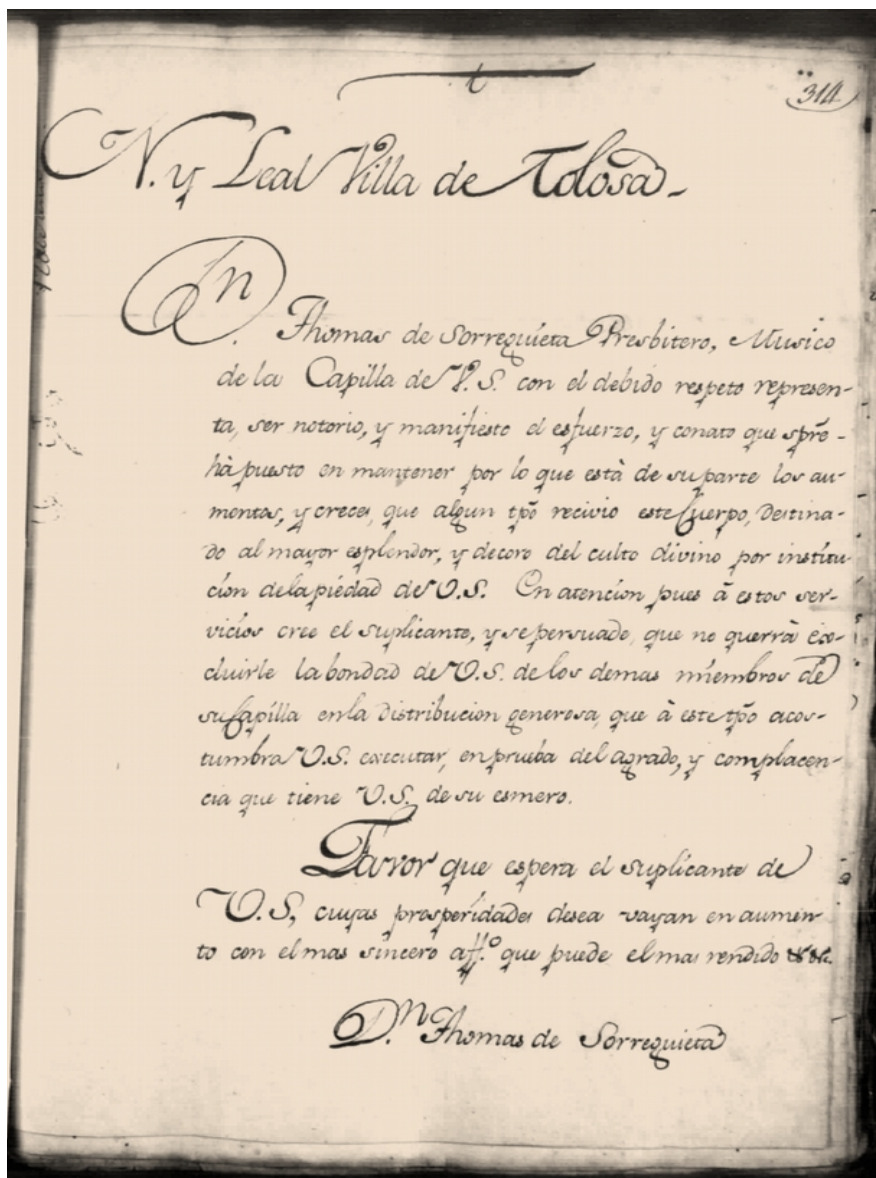 314
N. y Leal Villa de Tolosa.
Dn. Thomas de Sorreguieta Presbitero, Musico
de la Capilla de V.S. con el debido respeto represen-
ta, ser notorio, y manifiesto el esfuerzo, y conato que spre
hà puesto en mantener por lo que està de su parte los au-
mentos, y creces, que algun tpõ recivio este Cuerpo, destina-
do al mayor esplendor, y decoro del culto divino por institu-
cion de la piedad de V.S. En atencion pues à estos ser-
vicios cree el suplicante, y se persuade, que no querrà ex-
cluirle la bondad de V.S. de los demas miembros de
su Capilla en la distribucion generosa, que à este tpõ acos-
tumbra V.S. executar, en prueba del agrado, y complacen-
cia que tiene V.S. de su esmero.
Favor que espera el suplicante de
V.S, cuyas prosperidades desea vayan en aumen
to con el mas sincero aff.º que puede el mas rendido
D.n Thomas de Sorreguieta